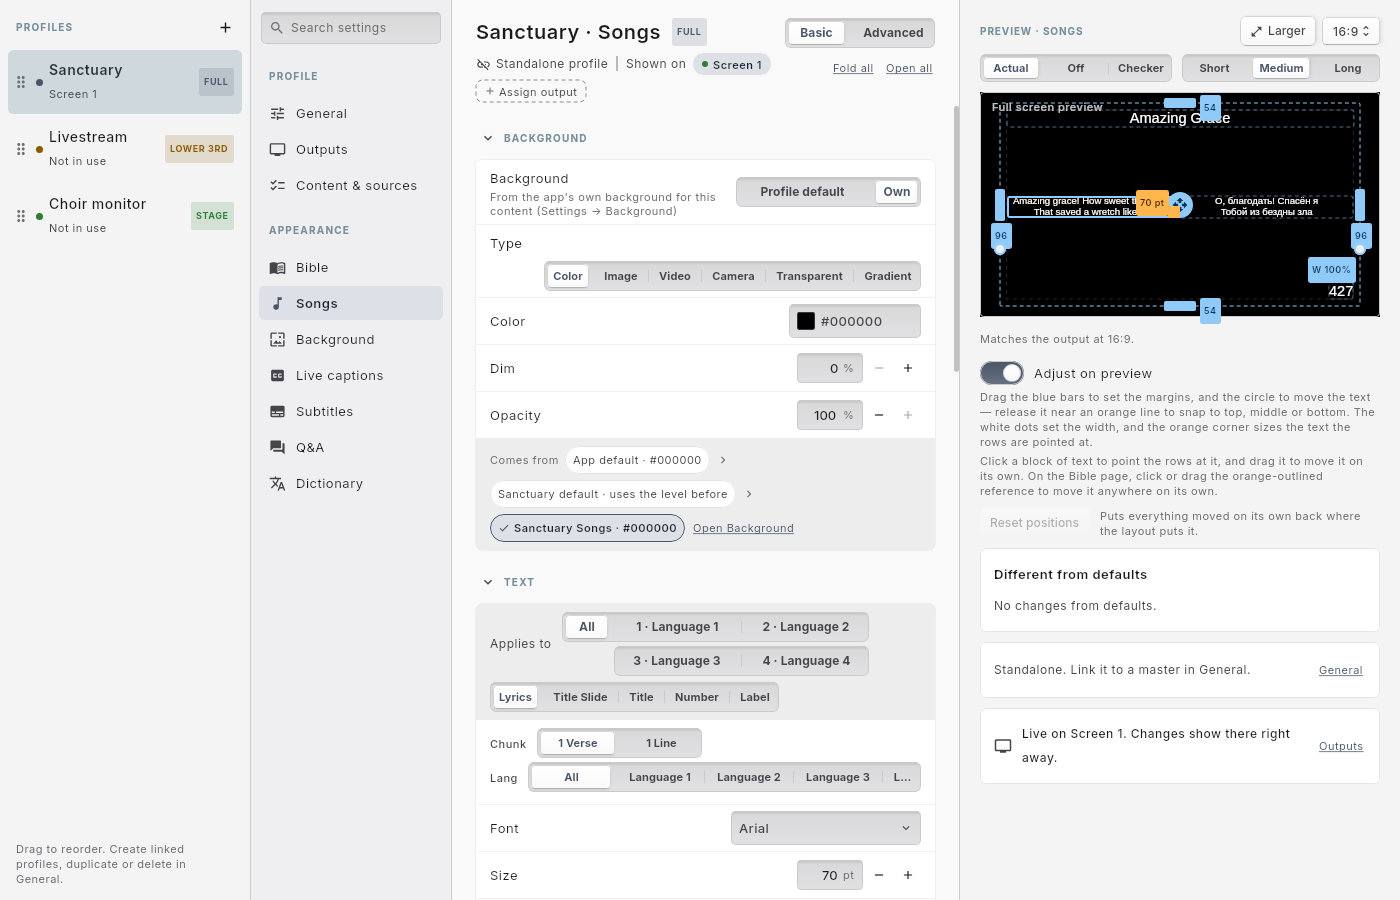 PROFILES
Sanctuary
Screen 1
FULL
Livestream
Not in use
LOWER 3RD
Choir monitor
Not in use
STAGE
Drag to reorder. Create linked
profiles, duplicate or delete in
General.
Search settings
PROFILE
General
Outputs
Content & sources
APPEARANCE
Bible
Songs
Background
Live captions
Subtitles
Q&A
Dictionary
Sanctuary · Songs
FULL
Basic
Advanced
Standalone profile | Shown on
Screen 1
Fold all
Open all
+ Assign output
BACKGROUND
Background
From the app's own background for this
content (Settings → Background)
Profile default
Own
Type
Color
Image
Video
Camera
Transparent
Gradient
Color
#000000
Dim
0 %
Opacity
100 %
Comes from
App default · #000000
Sanctuary default · uses the level before
Sanctuary Songs · #000000
Open Background
TEXT
Applies to
All
1 · Language 1
2 · Language 2
3 · Language 3
4 · Language 4
Lyrics
Title Slide
Title
Number
Label
Chunk
1 Verse
1 Line
Lang
All
Language 1
Language 2
Language 3
L...
Font
Arial
Size
70 pt
PREVIEW · SONGS
Larger
16:9
Actual
Off
Checker
Short
Medium
Long
Full screen preview
54
Amazing Grace
Amazing grace! How sweet
That saved a wretch like
70 pt
О, благодать! Спасён я
Тобой из бездны зла
96
96
W 100%
427
54
Matches the output at 16:9.
Adjust on preview
Drag the blue bars to set the margins, and the circle to move the text
— release it near an orange line to snap to top, middle or bottom. The
white dots set the width, and the orange corner sizes the text the
rows are pointed at.
Click a block of text to point the rows at it, and drag it to move it on
its own. On the Bible page, click or drag the orange-outlined
reference to move it anywhere on its own.
Reset positions
Puts everything moved on its own back where
the layout puts it.
Different from defaults
No changes from defaults.
Standalone. Link it to a master in General.
General
Live on Screen 1. Changes show there right
away.
Outputs